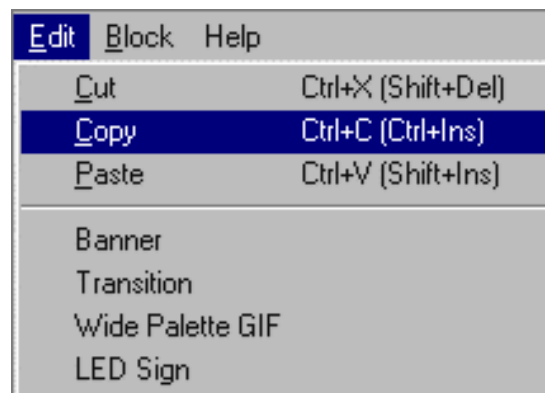 Edit Block Help
Cut Ctrl+X (Shift+Del)
Copy Ctrl+C (Ctrl+Ins)
Paste Ctrl+V (Shift+Ins)
Banner
Transition
Wide Palette GIF
LED Sign